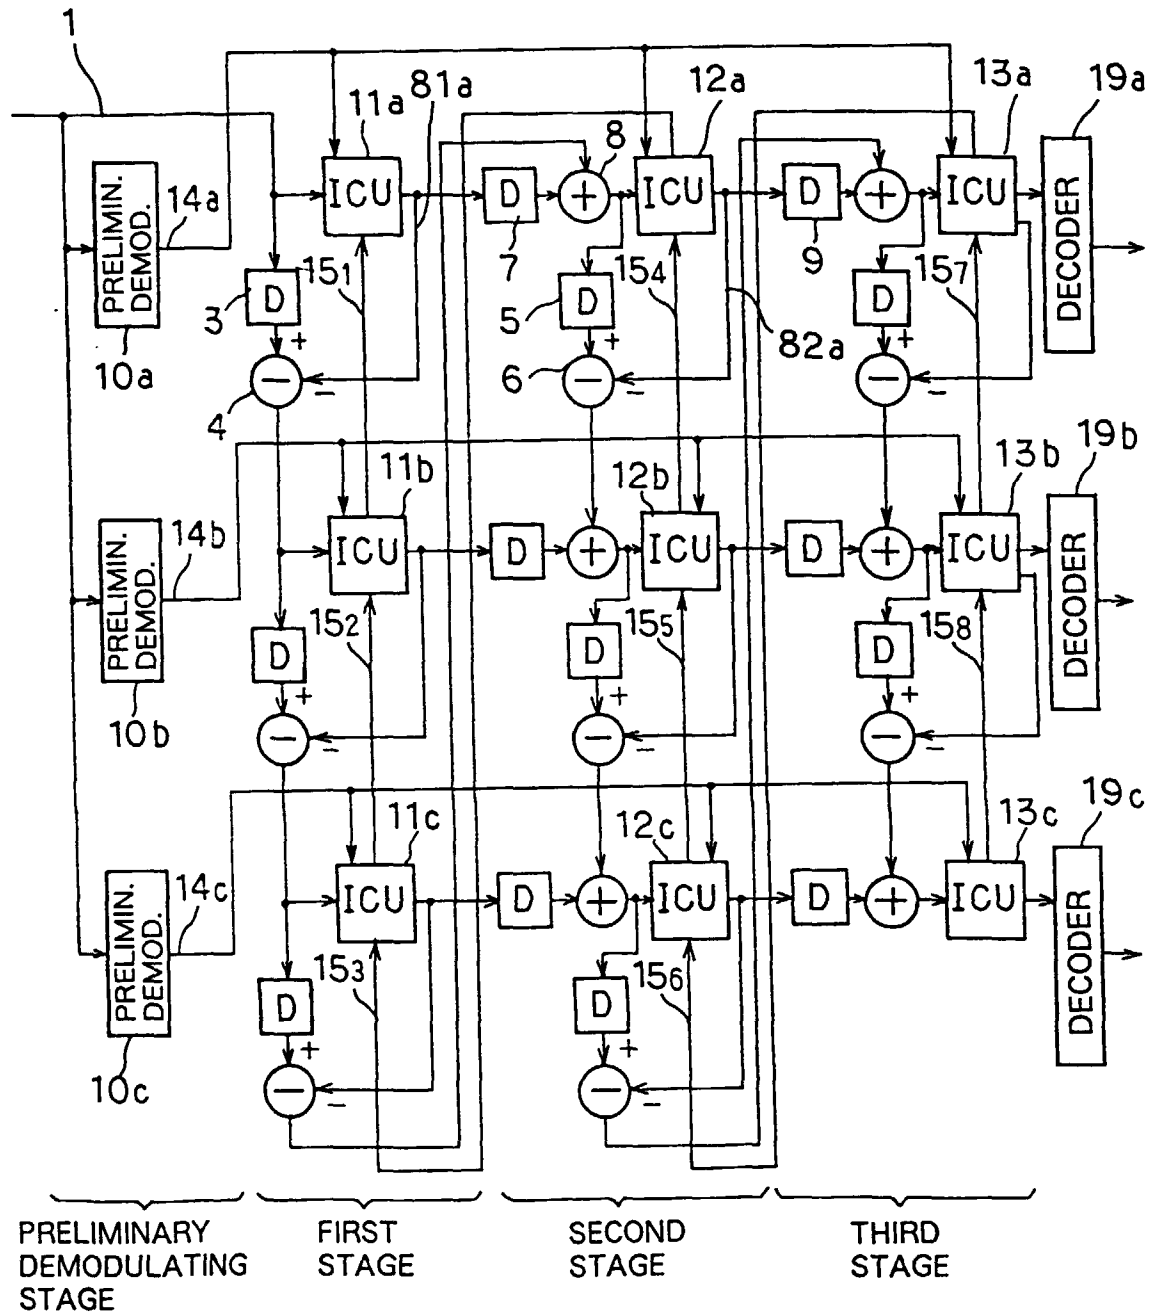 1
11a
81a
12a
13a
19a
8
PRELIMIN.
DEMOD.
14a
ICU
D
+
ICU
D
+
ICU
DECODER
7
9
3
D
15₁
5
D
15₄
D
15₇
10a
+
4
−
−
6
+
−
−
82a
+
−
−
11b
12b
13b
19b
PRELIMIN.
DEMOD.
14b
ICU
D
+
ICU
D
+
ICU
DECODER
10b
D
15₂
D
15₅
D
15₈
+
−
−
+
−
−
+
−
−
11c
12c
13c
19c
PRELIMIN.
DEMOD.
14c
ICU
D
+
ICU
D
+
ICU
DECODER
10c
D
15₃
D
15₆
+
−
−
+
−
−
PRELIMINARY
DEMODULATING
STAGE
FIRST
STAGE
SECOND
STAGE
THIRD
STAGE